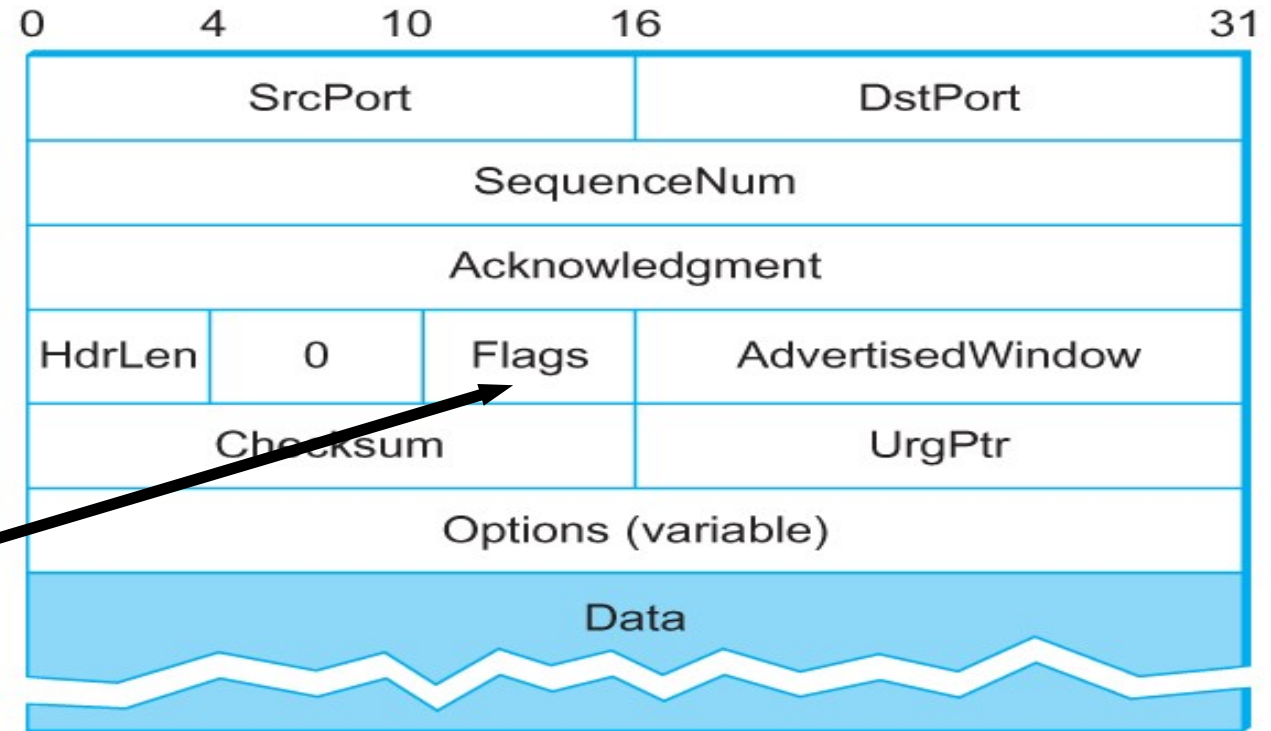 0 4 10 16 31
SrcPort DstPort
SequenceNum
Acknowledgment
HdrLen 0 Flags AdvertisedWindow
Checksum UrgPtr
Options (variable)
Data